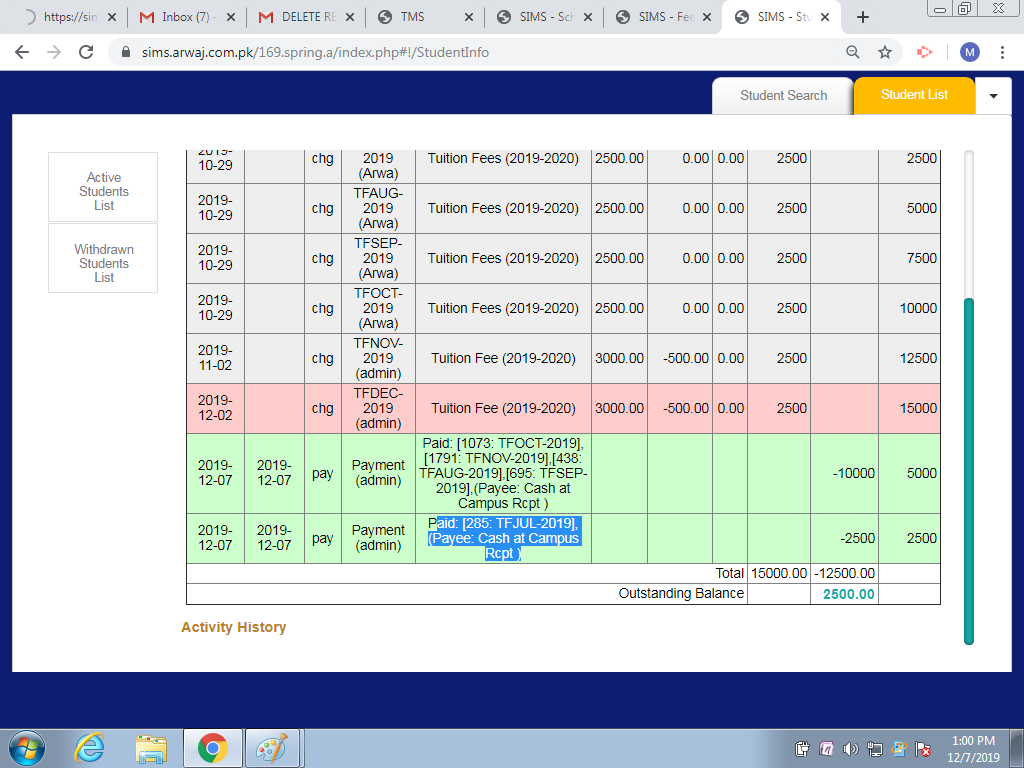 https://sim
Inbox (7) -
DELETE RE
TMS
SIMS - Sch
SIMS - Fee
SIMS - Stu
sims.arwaj.com.pk/169.spring.a/index.php#!/StudentInfo
M
Student Search
Student List
Active
Students
List
Withdrawn
Students
List
2019-
10-29
chg
2019
(Arwa)
Tuition Fees (2019-2020)
2500.00
0.00
0.00
2500
2500
2019-
10-29
chg
TFAUG-
2019
(Arwa)
Tuition Fees (2019-2020)
2500.00
0.00
0.00
2500
5000
2019-
10-29
chg
TFSEP-
2019
(Arwa)
Tuition Fees (2019-2020)
2500.00
0.00
0.00
2500
7500
2019-
10-29
chg
TFOCT-
2019
(Arwa)
Tuition Fees (2019-2020)
2500.00
0.00
0.00
2500
10000
2019-
11-02
chg
TFNOV-
2019
(admin)
Tuition Fee (2019-2020)
3000.00
-500.00
0.00
2500
12500
2019-
12-02
chg
TFDEC-
2019
(admin)
Tuition Fee (2019-2020)
3000.00
-500.00
0.00
2500
15000
2019-
12-07
2019-
12-07
pay
Payment
(admin)
Paid: [1073: TFOCT-2019],
[1791: TFNOV-2019],[438:
TFAUG-2019],[695: TFSEP-
2019],(Payee: Cash at
Campus Rcpt )
-10000
5000
2019-
12-07
2019-
12-07
pay
Payment
(admin)
Paid: [285: TFJUL-2019],
(Payee: Cash at Campus
Rcpt )
-2500
2500
Total
15000.00
-12500.00
Outstanding Balance
2500.00
Activity History
1:00 PM
12/7/2019